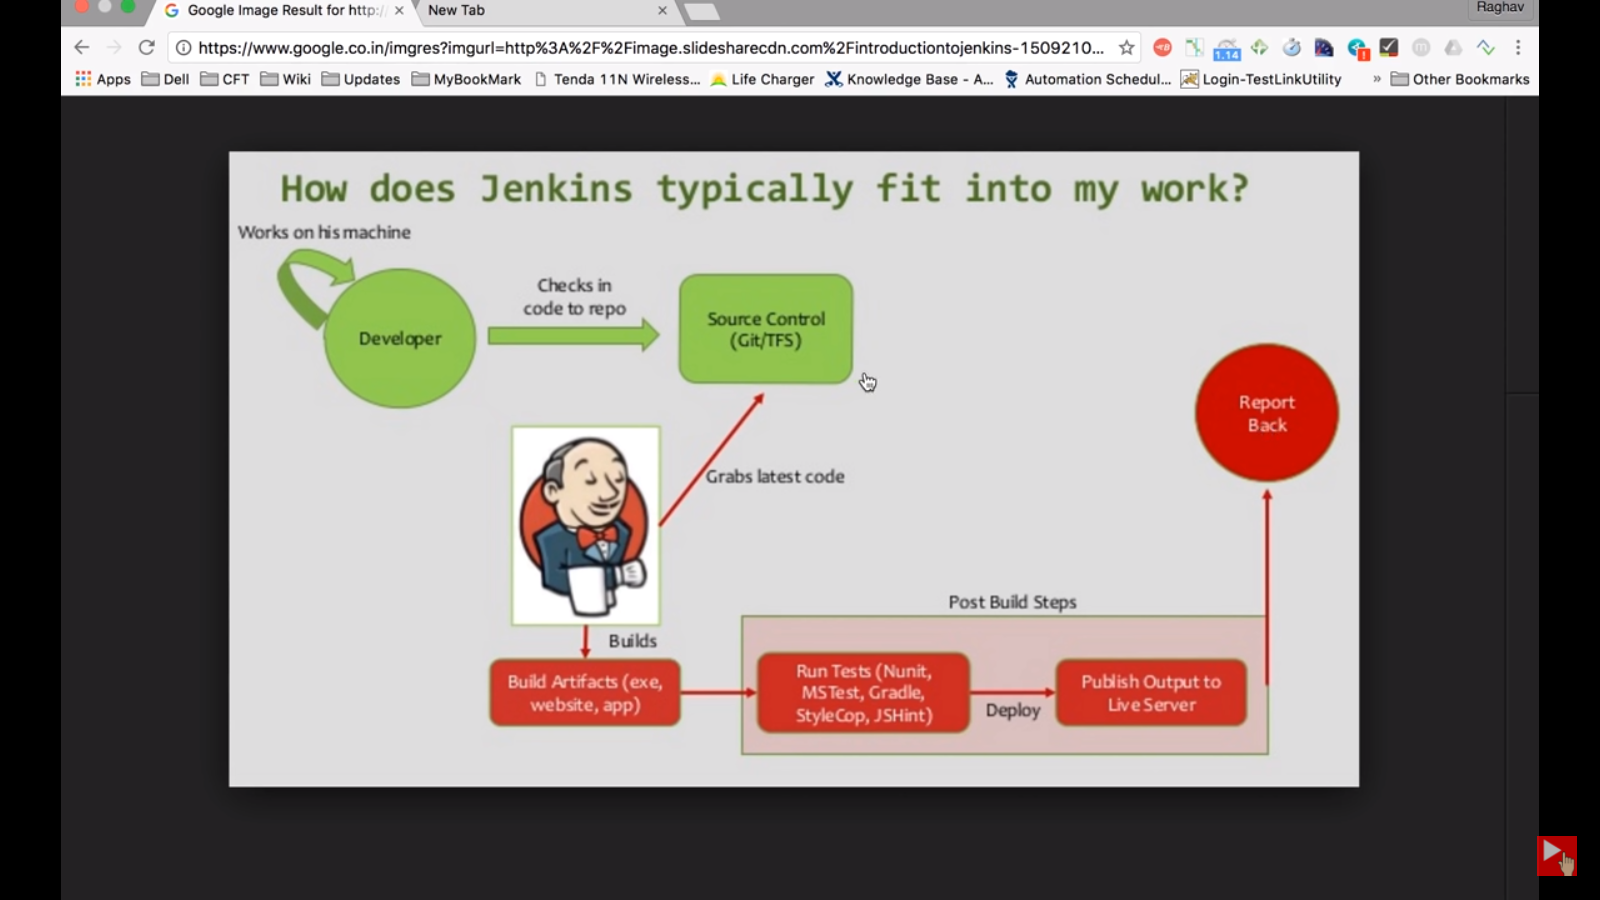 Google Image Result for http:/
New Tab
Raghav
https://www.google.co.in/imgres?imgurl=http%3A%2F%2Fimage.slidesharecdn.com%2Fintroductiontojenkins-1509210...
1.14
Apps
Dell
CFT
Wiki
Updates
MyBookMark
Tenda 11N Wireless...
Life Charger
Knowledge Base - A...
Automation Schedul...
Login-TestLinkUtility
»
Other Bookmarks
How does Jenkins typically fit into my work?
Works on his machine
Developer
Checks in
code to repo
Source Control
(Git/TFS)
Report
Back
Grabs latest code
Post Build Steps
Builds
Build Artifacts (exe,
website, app)
Run Tests (Nunit,
MSTest, Gradle,
StyleCop, JSHint)
Deploy
Publish Output to
Live Server